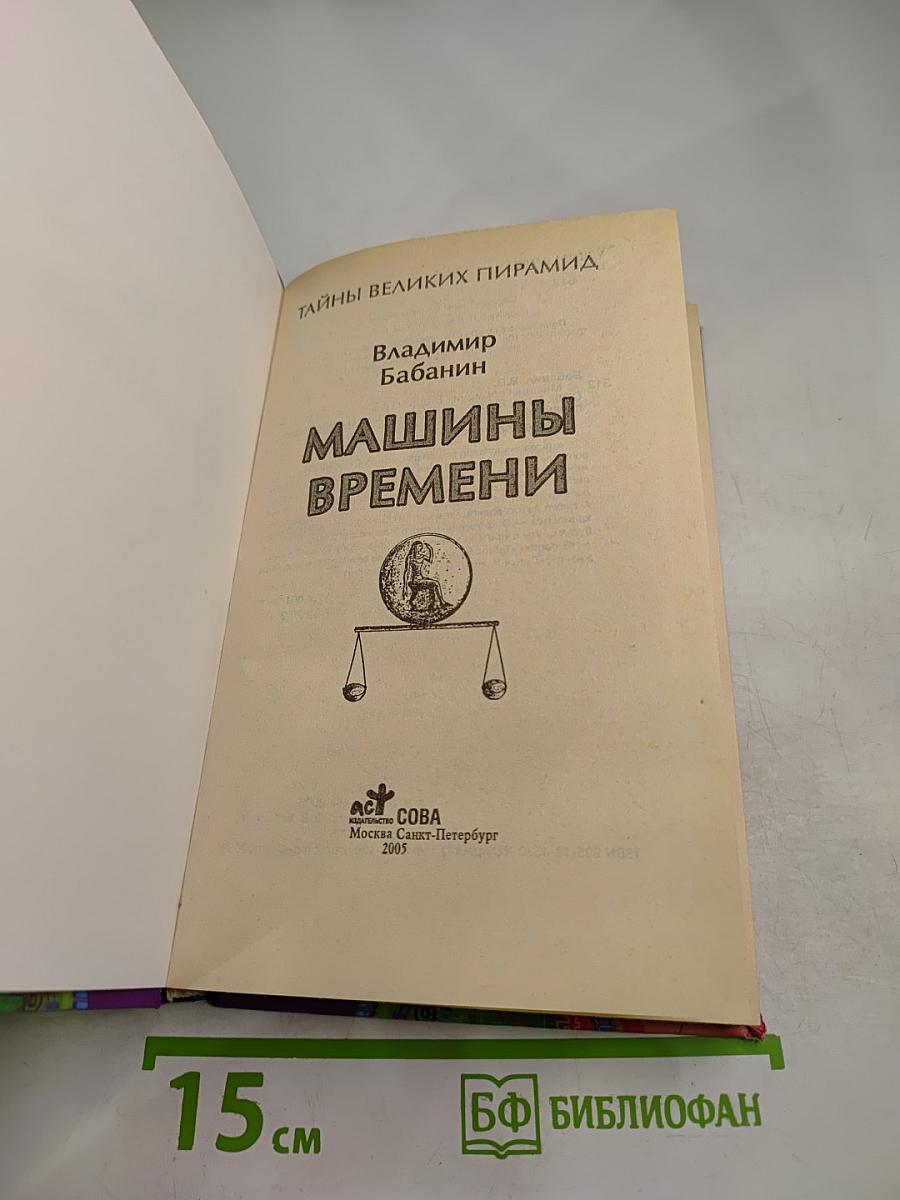 ТАЙНЫ ВЕЛИКИХ ПИРАМИД
Владимир
Бабанин
МАШИНЫ
ВРЕМЕНИ
аст
ИЗДАТЕЛЬСТВО СОВА
Москва Санкт-Петербург
2005
15 см
БФ БИБЛИОФАН